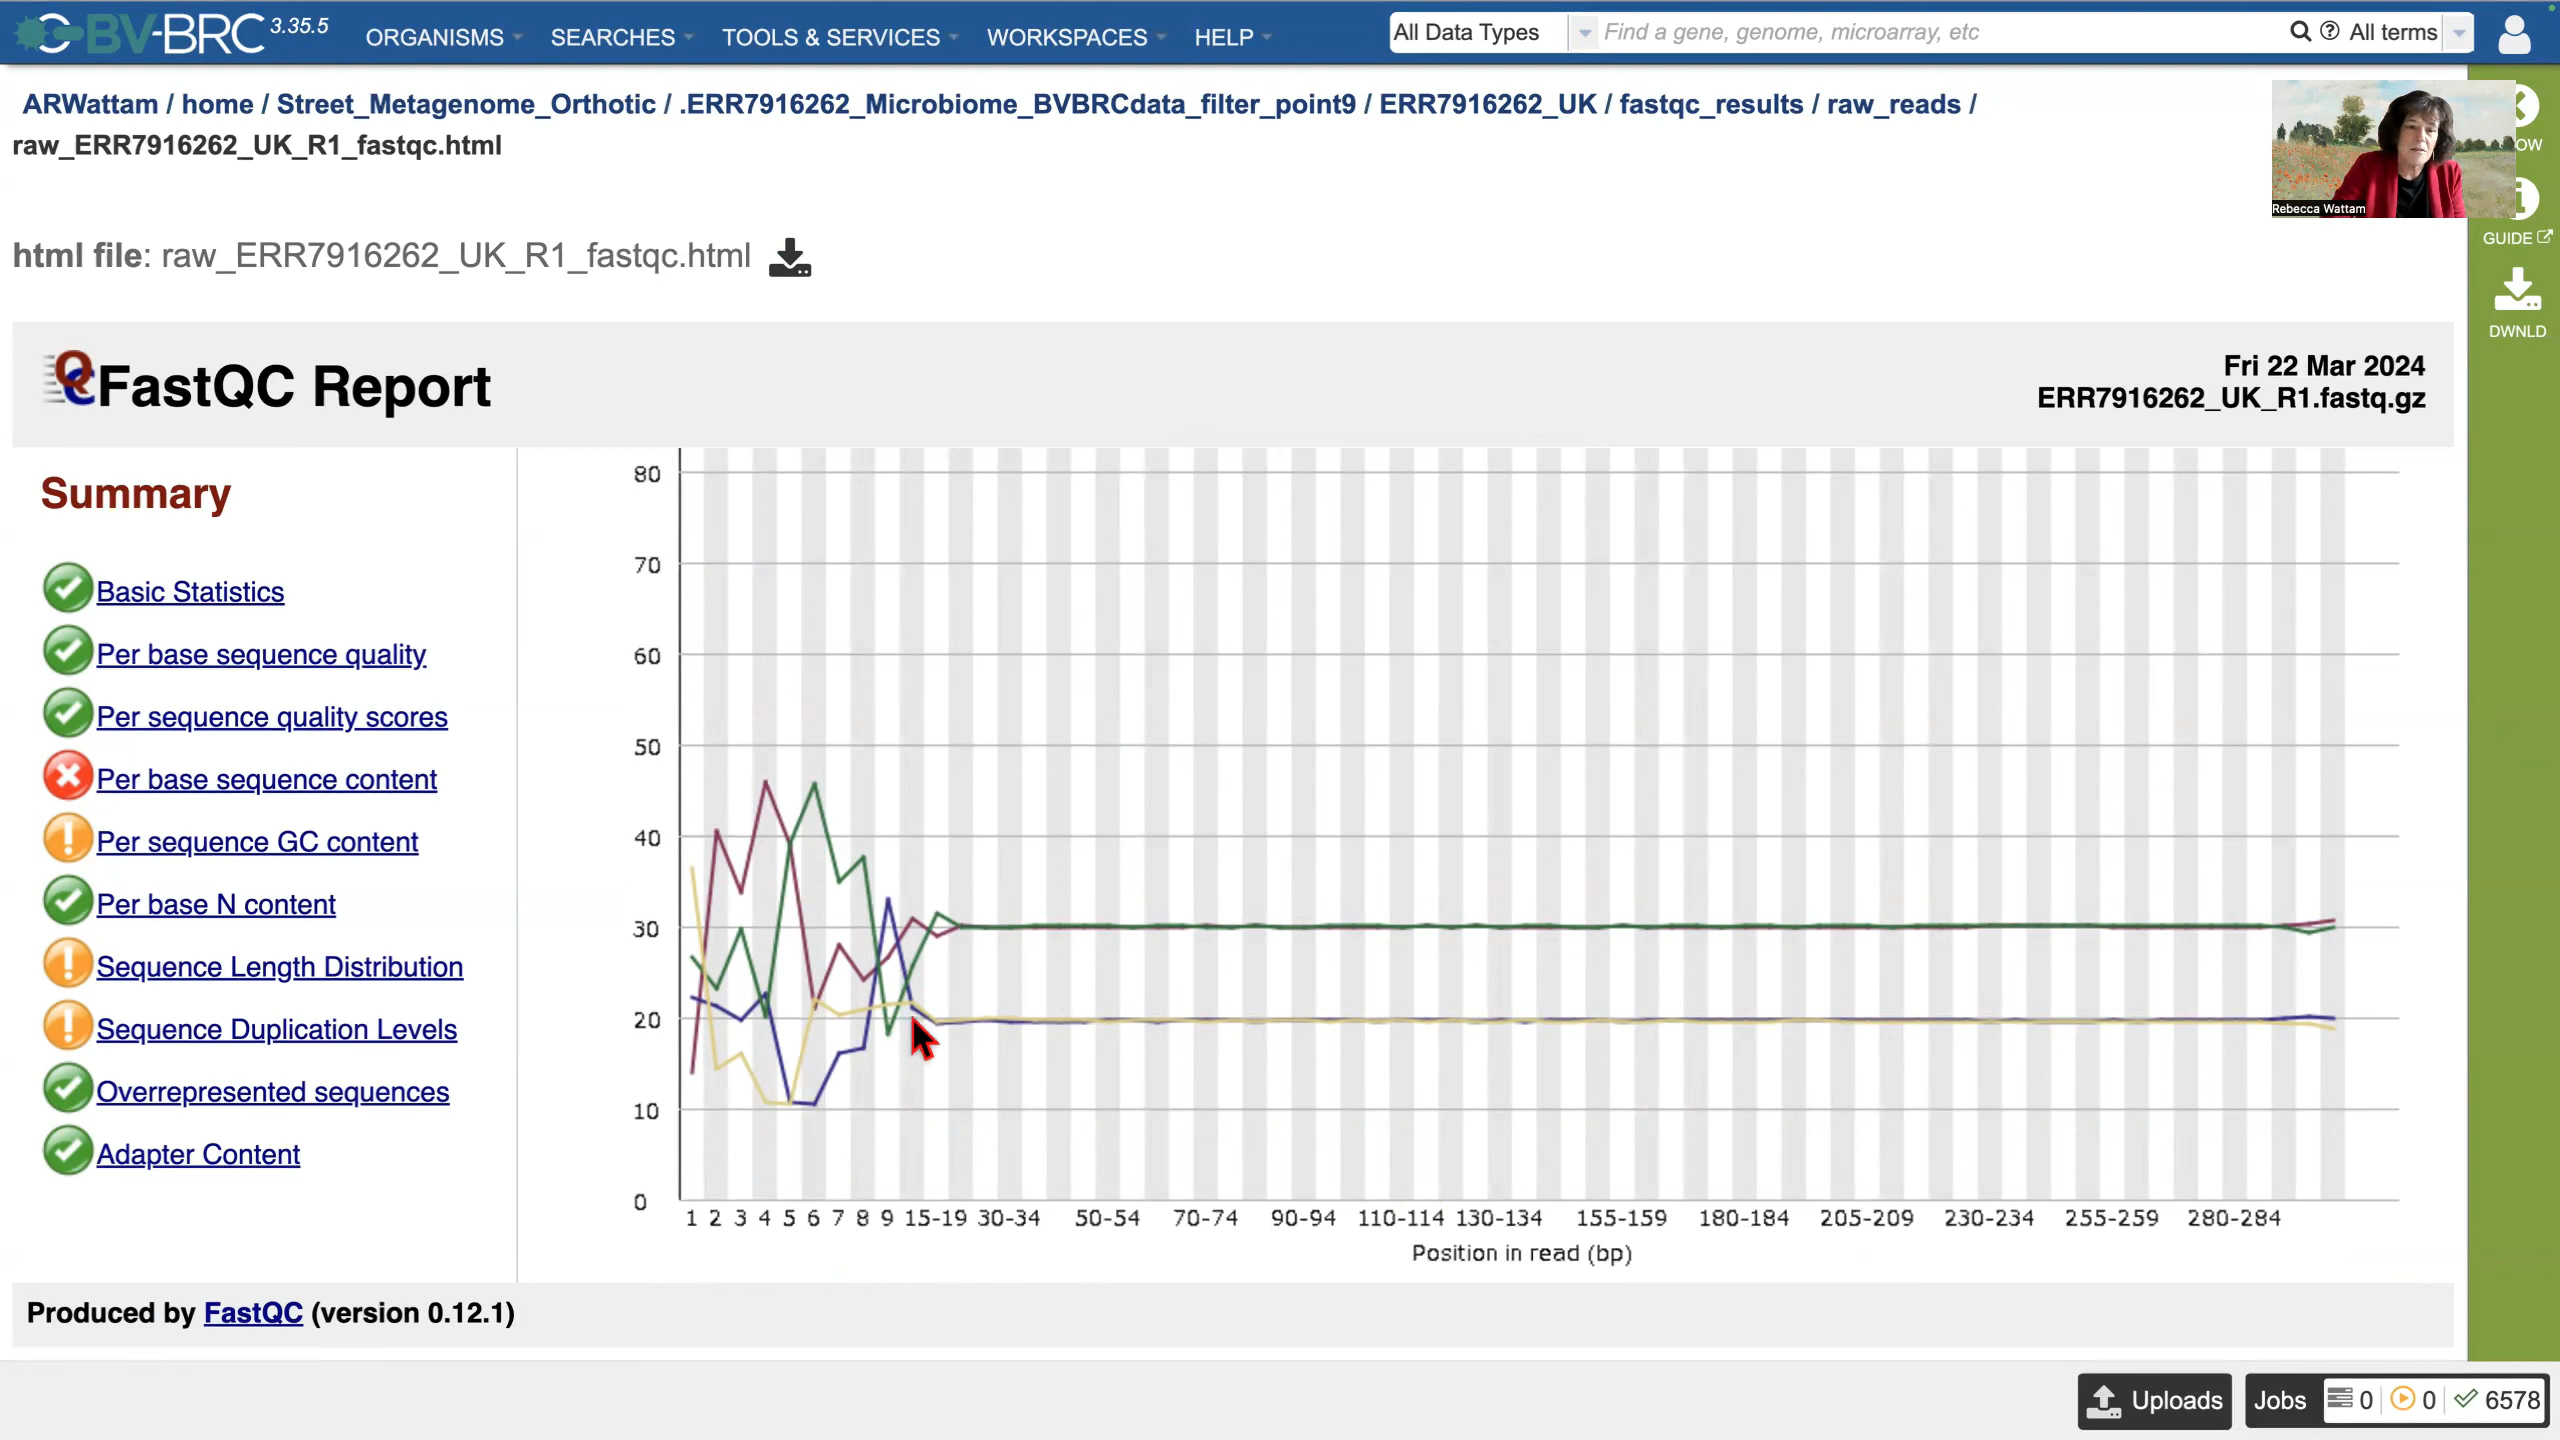 BV-BRC 3.35.5 ORGANISMS SEARCHES TOOLS & SERVICES WORKSPACES HELP All Data Types Find a gene, genome, microarray, etc All terms
ARWattam / home / Street_Metagenome_Orthotic / .ERR7916262_Microbiome_BVBRCdata_filter_point9 / ERR7916262_UK / fastqc_results / raw_reads /
raw_ERR7916262_UK_R1_fastqc.html
OW
Rebecca Wattam
GUIDE
html file: raw_ERR7916262_UK_R1_fastqc.html
DWNLD
FastQC Report
Fri 22 Mar 2024
ERR7916262_UK_R1.fastq.gz
Summary
Basic Statistics
Per base sequence quality
Per sequence quality scores
Per base sequence content
Per sequence GC content
Per base N content
Sequence Length Distribution
Sequence Duplication Levels
Overrepresented sequences
Adapter Content
80
70
60
50
40
30
20
10
0
1 2 3 4 5 6 7 8 9 15-19 30-34 50-54 70-74 90-94 110-114 130-134 155-159 180-184 205-209 230-234 255-259 280-284
Position in read (bp)
Produced by FastQC (version 0.12.1)
Uploads Jobs 0 0 6578